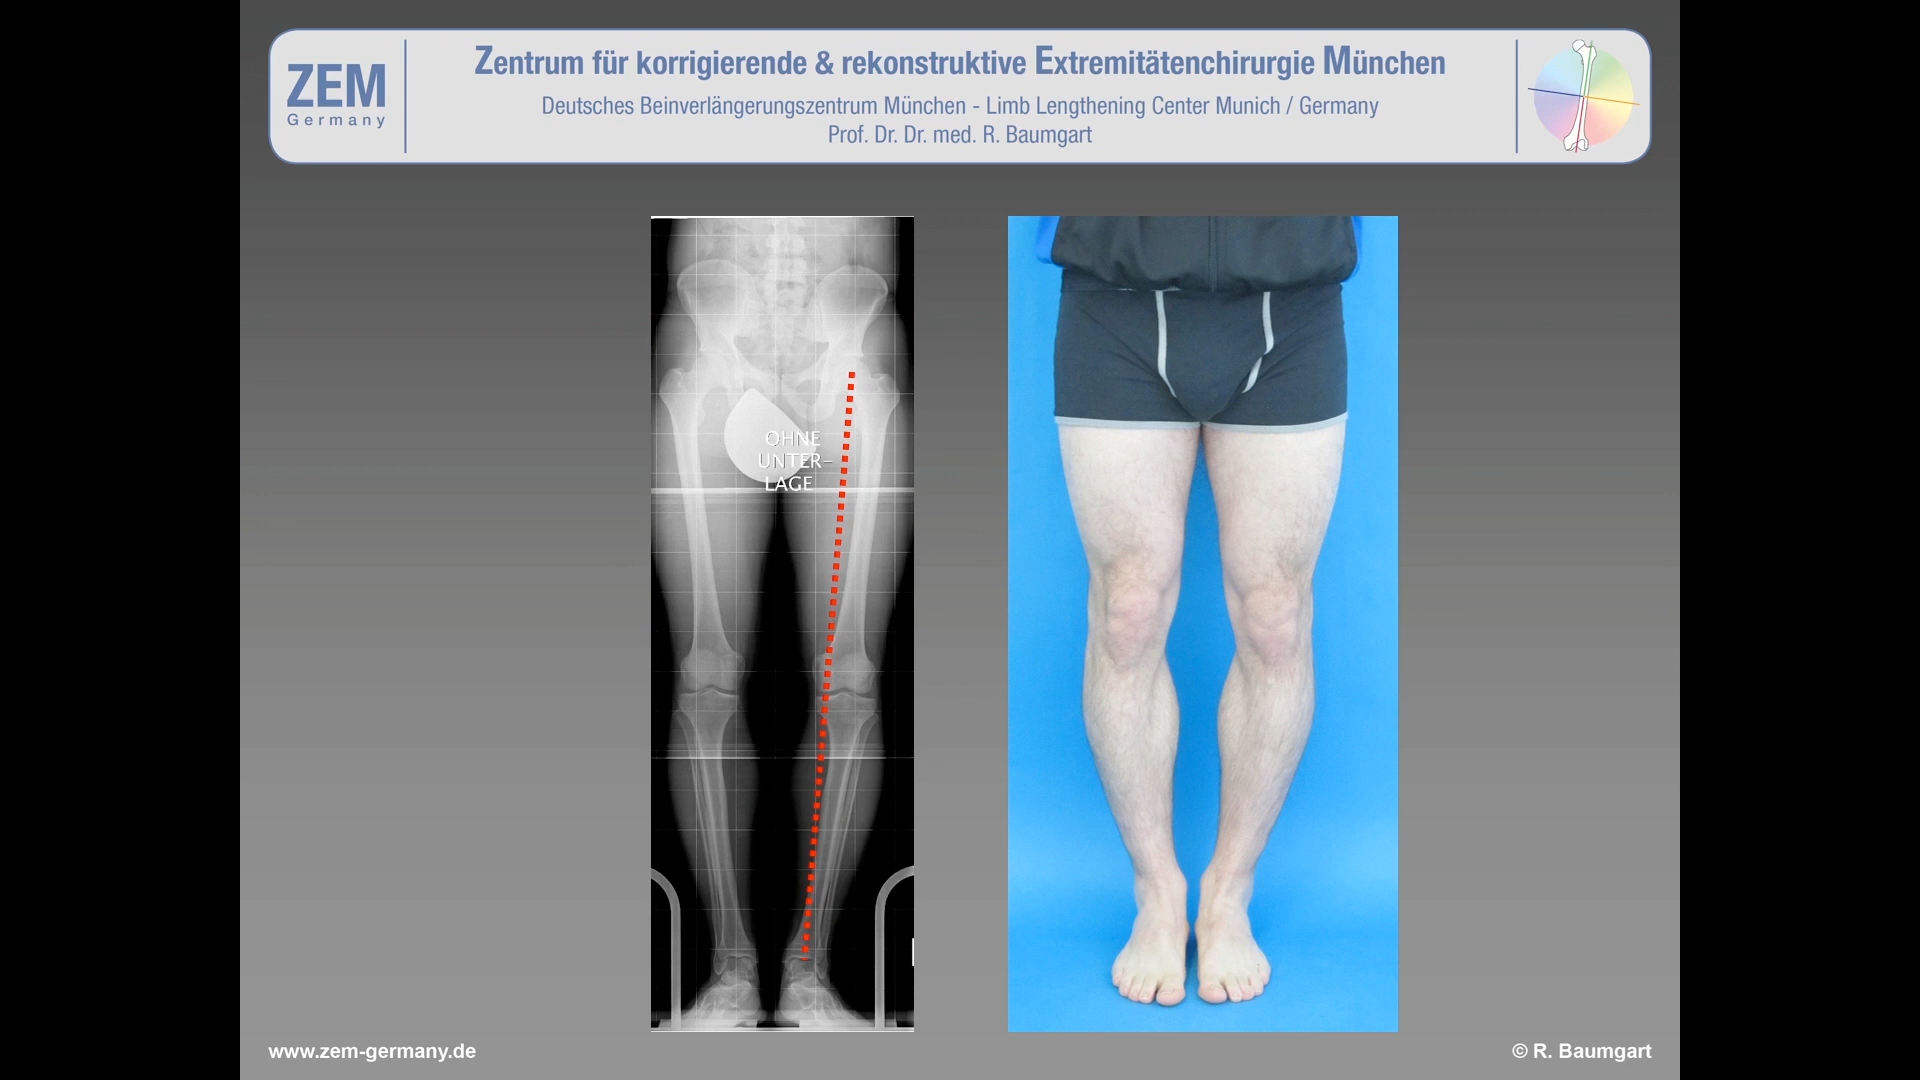 ZEM
Germany
Zentrum für korrigierende & rekonstruktive Extremitätenchirurgie München
Deutsches Beinverlängerungszentrum München - Limb Lengthening Center Munich / Germany
Prof. Dr. Dr. med. R. Baumgart
OHNE
UNTER-
LAGE
www.zem-germany.de
© R. Baumgart